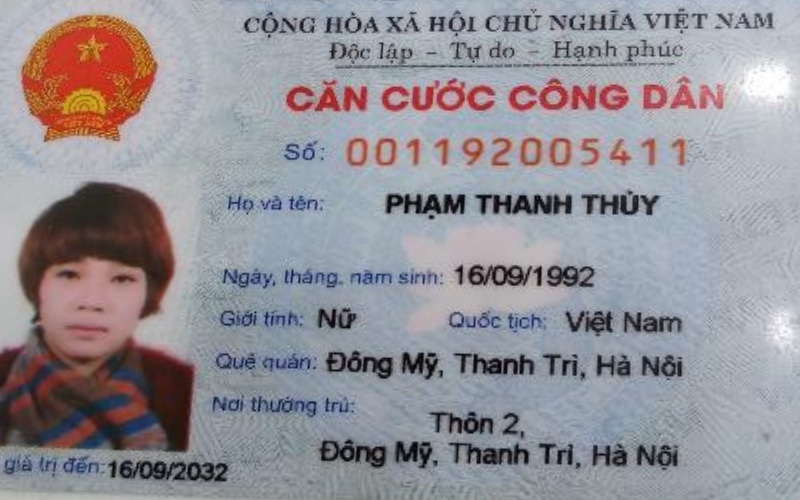 CỘNG HÒA XÃ HỘI CHỦ NGHĨA VIỆT NAM
Độc lập – Tự do – Hạnh phúc
CĂN CƯỚC CÔNG DÂN
Số: 001192005411
Họ và tên: PHẠM THANH THỦY
Ngày, tháng, năm sinh: 16/09/1992
Giới tính: Nữ Quốc tịch: Việt Nam
Quê quán: Đông Mỹ, Thanh Trì, Hà Nội
Nơi thường trú: Thôn 2,
Đông Mỹ, Thanh Trì, Hà Nội
giá trị đến: 16/09/2032